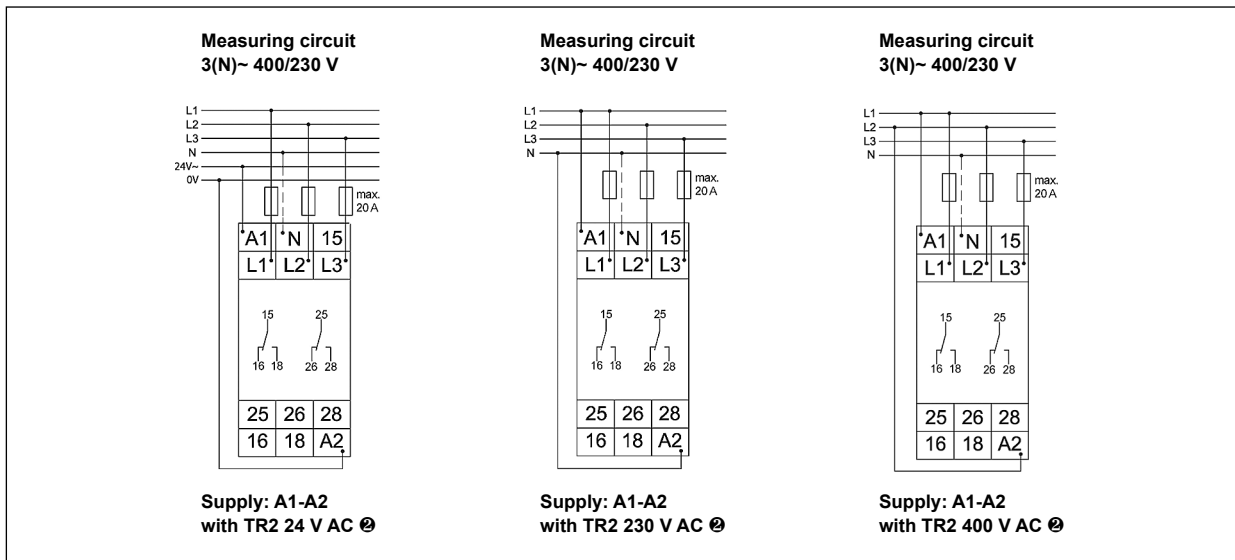 Measuring circuit
3(N)~ 400/230 V
L1
L2
L3
N
24V~
0V
max.
20 A
A1 N 15
L1 L2 L3
15 25
16 18 26 28
25 26 28
16 18 A2
Supply: A1-A2
with TR2 24 V AC ❷
Measuring circuit
3(N)~ 400/230 V
L1
L2
L3
N
max.
20 A
A1 N 15
L1 L2 L3
15 25
16 18 26 28
25 26 28
16 18 A2
Supply: A1-A2
with TR2 230 V AC ❷
Measuring circuit
3(N)~ 400/230 V
L1
L2
L3
N
max.
20 A
A1 N 15
L1 L2 L3
15 25
16 18 26 28
25 26 28
16 18 A2
Supply: A1-A2
with TR2 400 V AC ❷